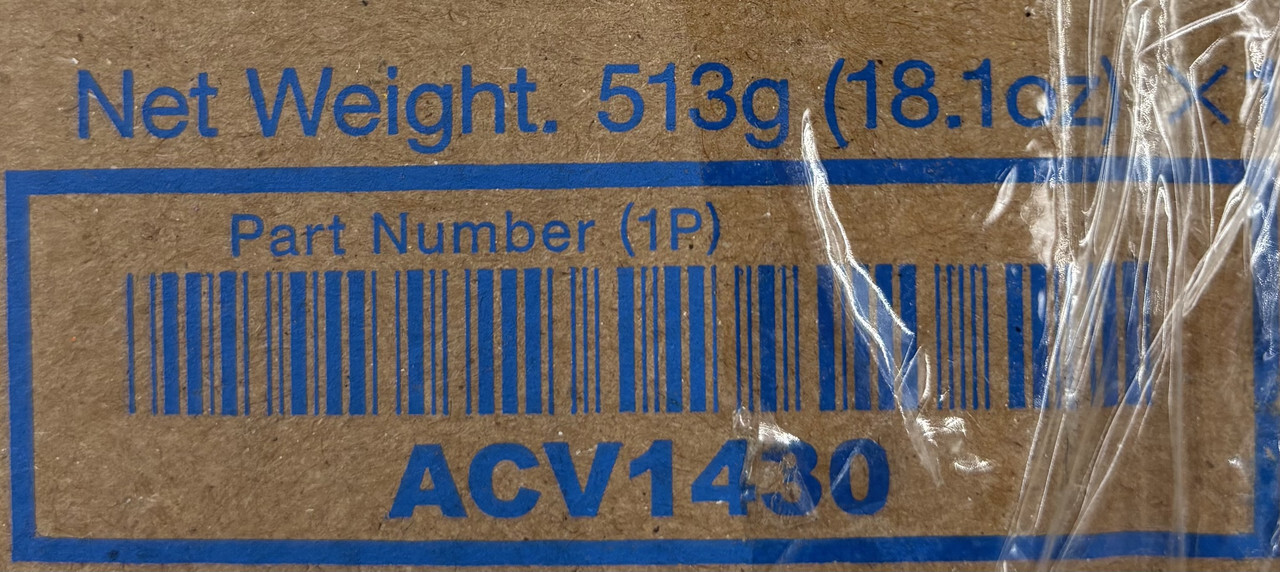 Net Weight. 513g (18.1oz) ×
Part Number (1P)
ACV1430